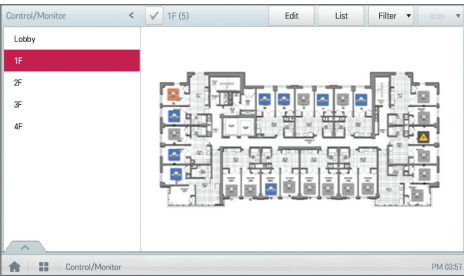 Control/Monitor < 1F (5) Edit List Filter ▼ Icon ▼
Lobby
1F
2F
3F
4F
Control/Monitor PM 03:57